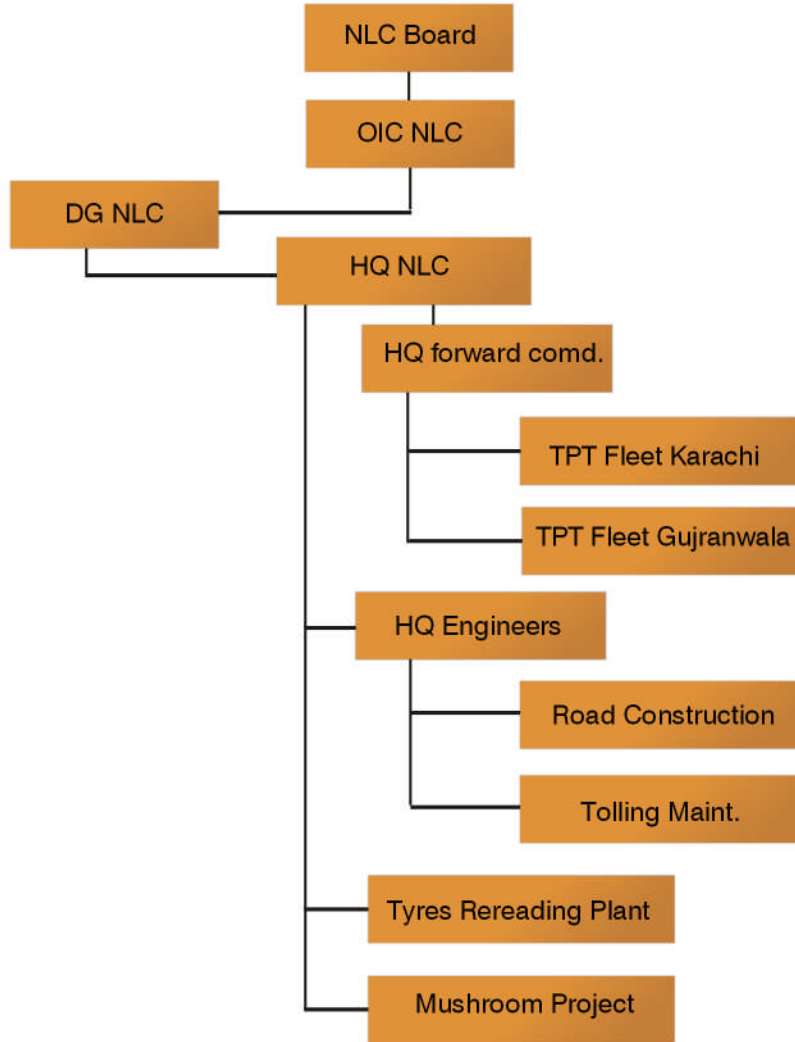 NLC Board
OIC NLC
DG NLC
HQ NLC
HQ forward comd.
TPT Fleet Karachi
TPT Fleet Gujranwala
HQ Engineers
Road Construction
Tolling Maint.
Tyres Rereading Plant
Mushroom Project